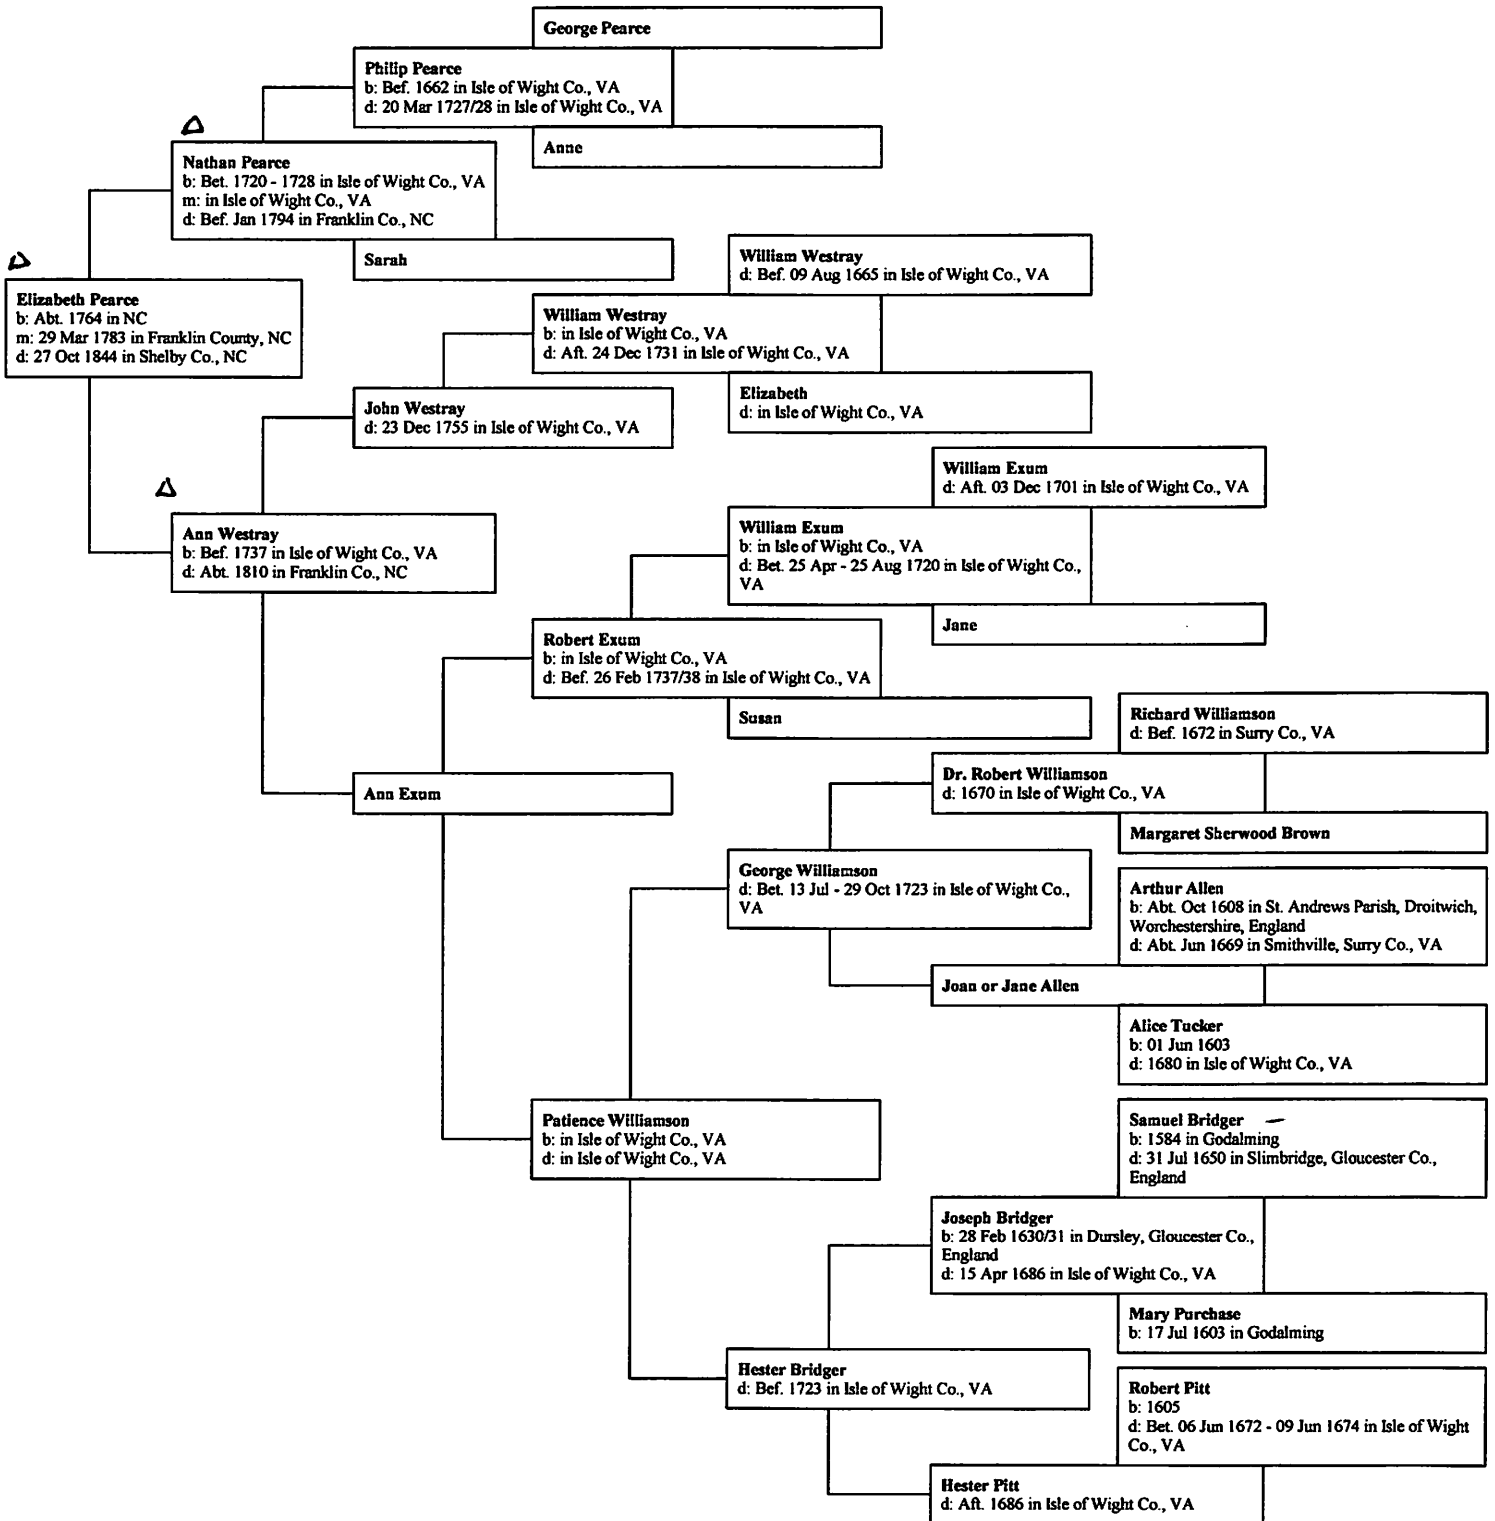 George Pearce
Philip Pearce
b: Bef. 1662 in Isle of Wight Co., VA
d: 20 Mar 1727/28 in Isle of Wight Co., VA
Anne
Nathan Pearce
b: Bet. 1720 - 1728 in Isle of Wight Co., VA
m: in Isle of Wight Co., VA
d: Bef. Jan 1794 in Franklin Co., NC
Sarah
Elizabeth Pearce
b: Abt. 1764 in NC
m: 29 Mar 1783 in Franklin County, NC
d: 27 Oct 1844 in Shelby Co., NC
William Westray
d: Bef. 09 Aug 1665 in Isle of Wight Co., VA
William Westray
b: in Isle of Wight Co., VA
d: Aft. 24 Dec 1731 in Isle of Wight Co., VA
Elizabeth
d: in Isle of Wight Co., VA
John Westray
d: 23 Dec 1755 in Isle of Wight Co., VA
Ann Westray
b: Bef. 1737 in Isle of Wight Co., VA
d: Abt. 1810 in Franklin Co., NC
William Exum
d: Aft. 03 Dec 1701 in Isle of Wight Co., VA
William Exum
b: in Isle of Wight Co., VA
d: Bet. 25 Apr - 25 Aug 1720 in Isle of Wight Co.,
VA
Jane
Robert Exum
b: in Isle of Wight Co., VA
d: Bef. 26 Feb 1737/38 in Isle of Wight Co., VA
Susan
Ann Exum
Richard Williamson
d: Bef. 1672 in Surry Co., VA
Dr. Robert Williamson
d: 1670 in Isle of Wight Co., VA
Margaret Sherwood Brown
George Williamson
d: Bet. 13 Jul - 29 Oct 1723 in Isle of Wight Co.,
VA
Arthur Allen
b: Abt. Oct 1608 in St. Andrews Parish, Droitwich,
Worchestershire, England
d: Abt. Jun 1669 in Smithville, Surry Co., VA
Joan or Jane Allen
Alice Tucker
b: 01 Jun 1603
d: 1680 in Isle of Wight Co., VA
Patience Williamson
b: in Isle of Wight Co., VA
d: in Isle of Wight Co., VA
Samuel Bridger
b: 1584 in Godalming
d: 31 Jul 1650 in Slimbridge, Gloucester Co.,
England
Joseph Bridger
b: 28 Feb 1630/31 in Dursley, Gloucester Co.,
England
d: 15 Apr 1686 in Isle of Wight Co., VA
Mary Purchase
b: 17 Jul 1603 in Godalming
Hester Bridger
d: Bef. 1723 in Isle of Wight Co., VA
Robert Pitt
b: 1605
d: Bet. 06 Jun 1672 - 09 Jun 1674 in Isle of Wight
Co., VA
Hester Pitt
d: Aft. 1686 in Isle of Wight Co., VA